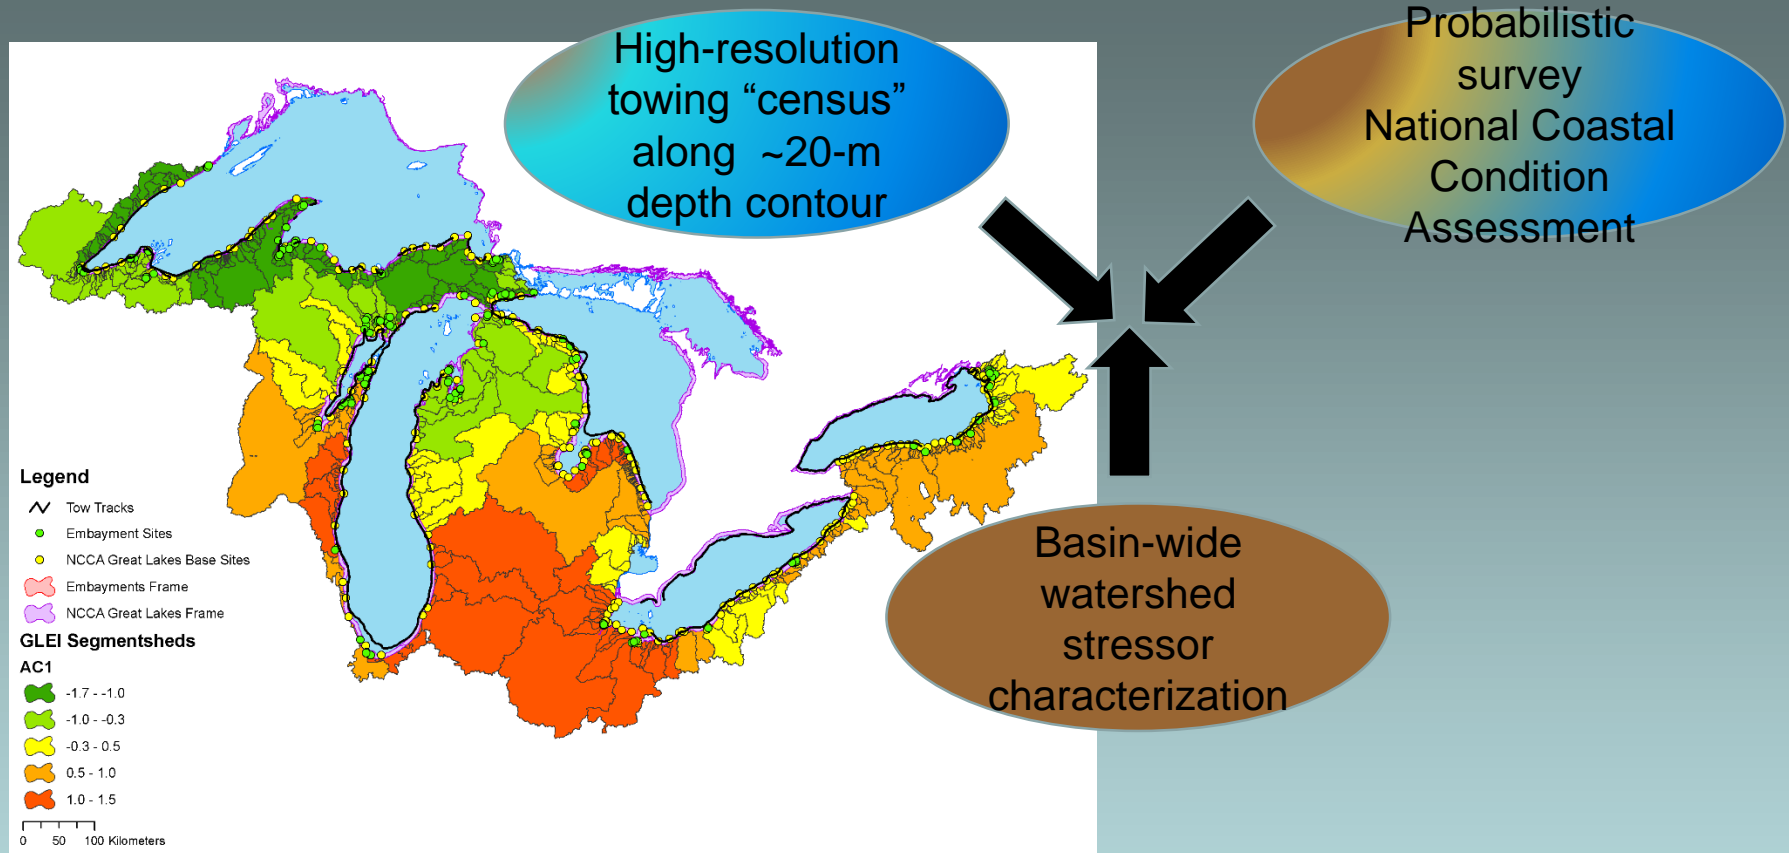 High-resolution
towing “census”
along ~20-m
depth contour
Probabilistic
survey
National Coastal
Condition
Assessment
Basin-wide
watershed
stressor
characterization
Legend
Tow Tracks
Embayment Sites
NCCA Great Lakes Base Sites
Embayments Frame
NCCA Great Lakes Frame
GLEI Segmentsheds
AC1
-1.7 - -1.0
-1.0 - -0.3
-0.3 - 0.5
0.5 - 1.0
1.0 - 1.5
0 50 100 Kilometers